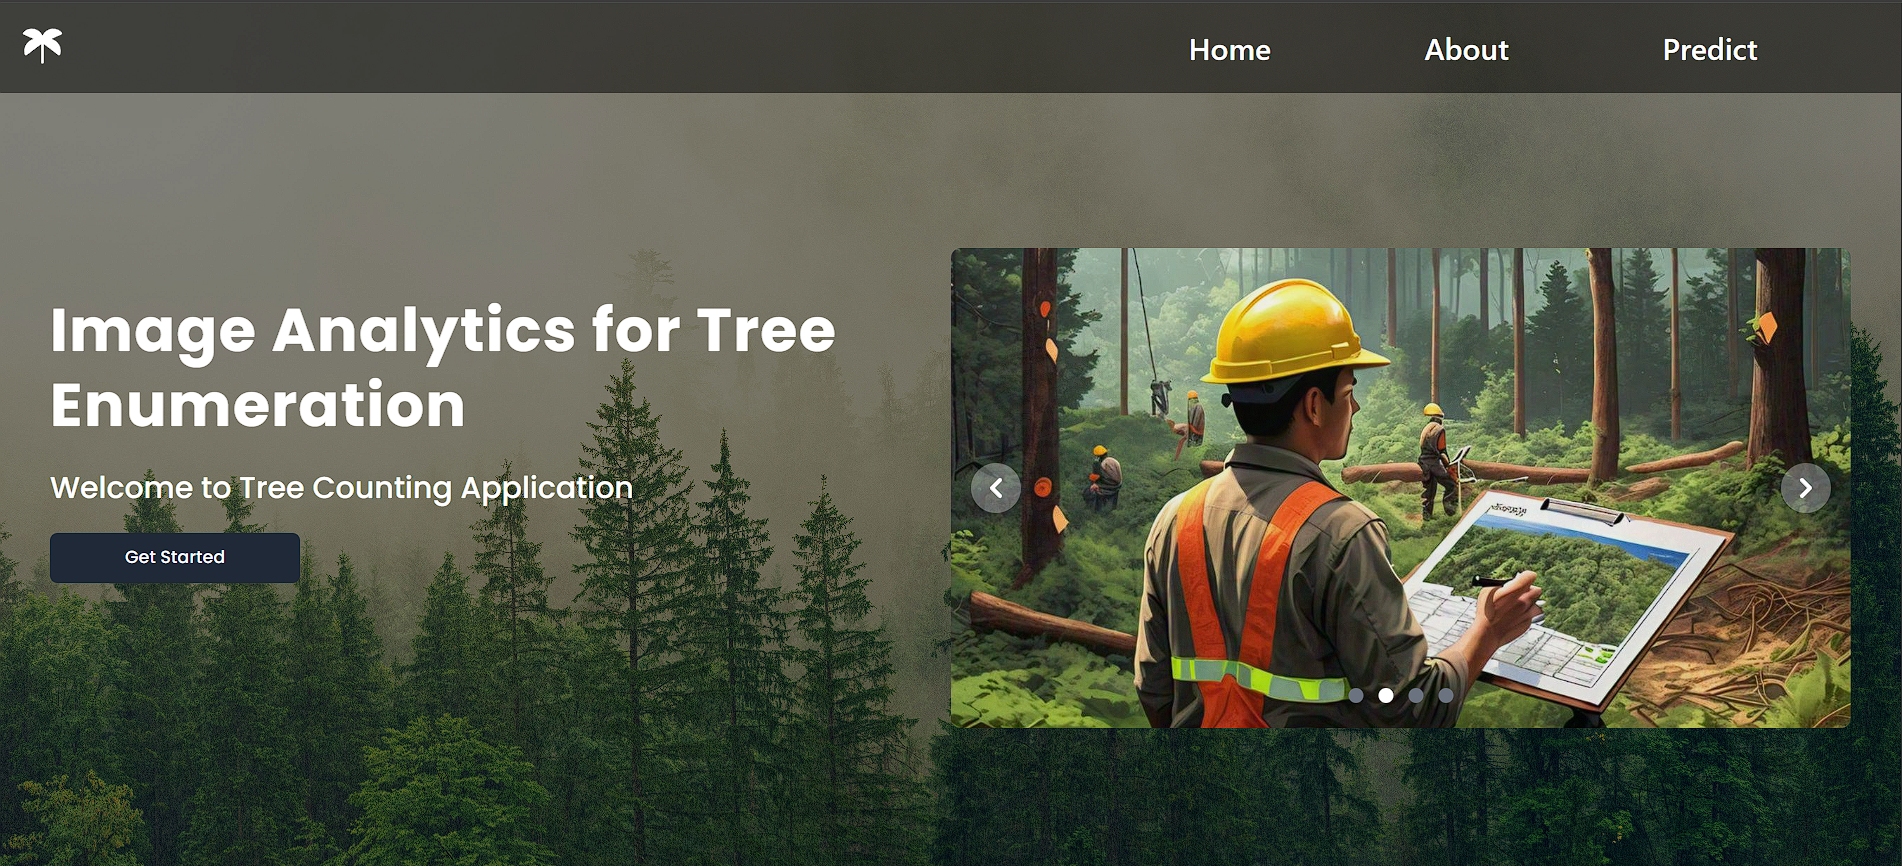 Home
About
Predict
Image Analytics for Tree
Enumeration
Welcome to Tree Counting Application
Get Started